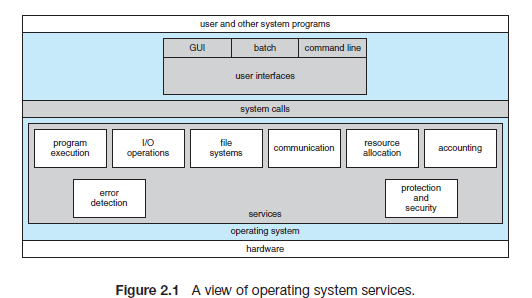 user and other system programs
GUI batch command line
user interfaces
system calls
program execution
I/O operations
file systems
communication
resource allocation
accounting
error detection
protection and security
services
operating system
hardware
Figure 2.1 A view of operating system services.